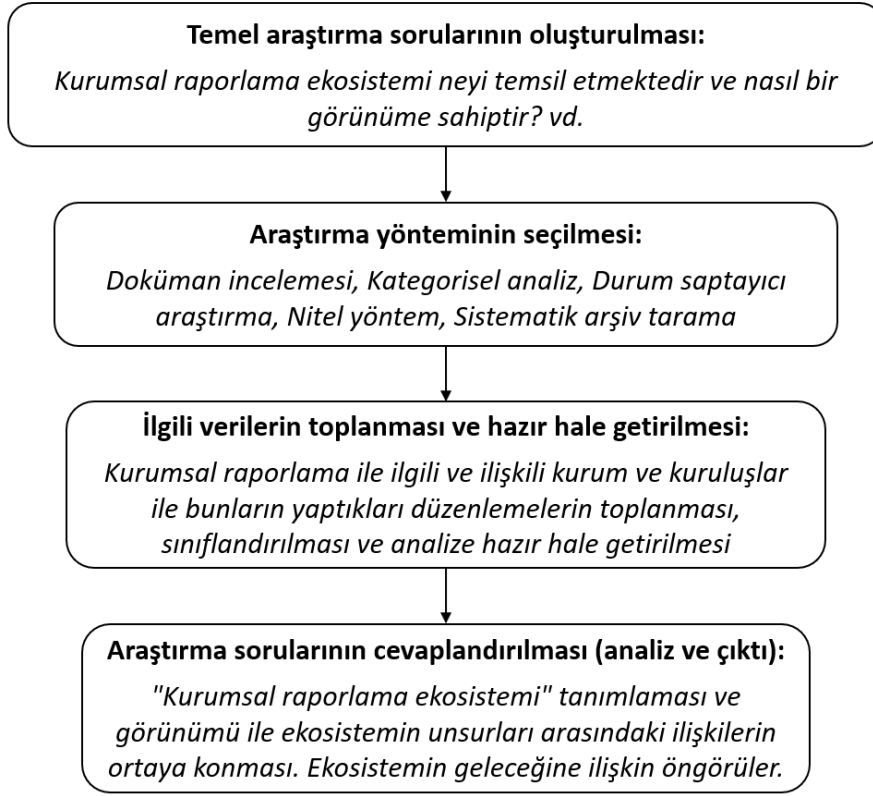 Temel araştırma sorularının oluşturulması:
Kurumsal raporlama ekosistemi neyi temsil etmektedir ve nasıl bir
görünüme sahiptir? vd.
Araştırma yönteminin seçilmesi:
Doküman incelemesi, Kategorisel analiz, Durum saptayıcı
araştırma, Nitel yöntem, Sistematik arşiv tarama
İlgili verilerin toplanması ve hazır hale getirilmesi:
Kurumsal raporlama ile ilgili ve ilişkili kurum ve kuruluşlar
ile bunların yaptıkları düzenlemelerin toplanması,
sınıflandırılması ve analize hazır hale getirilmesi
Araştırma sorularının cevaplandırılması (analiz ve çıktı):
"Kurumsal raporlama ekosistemi" tanımlaması ve
görünümü ile ekosistemin unsurları arasındaki ilişkilerin
ortaya konması. Ekosistemin geleceğine ilişkin öngörüler.